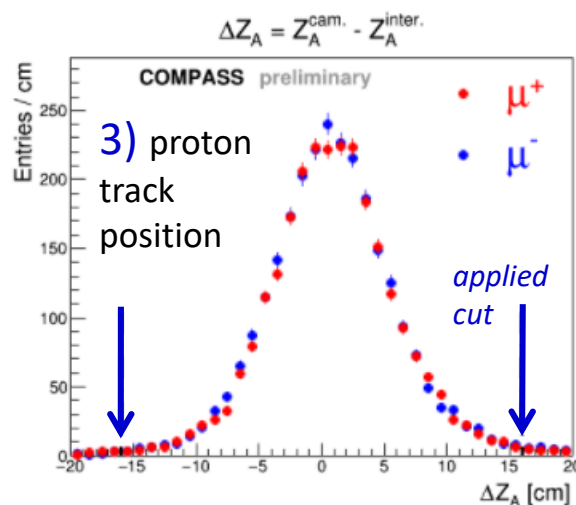 ΔZ_A = Z_A^cam. - Z_A^inter.
COMPASS preliminary
μ⁺
μ⁻
3) proton
track
position
applied
cut
Entries / cm
250
200
150
100
50
0
−20 −15 −10 −5 0 5 10 15 20
ΔZ_A [cm]